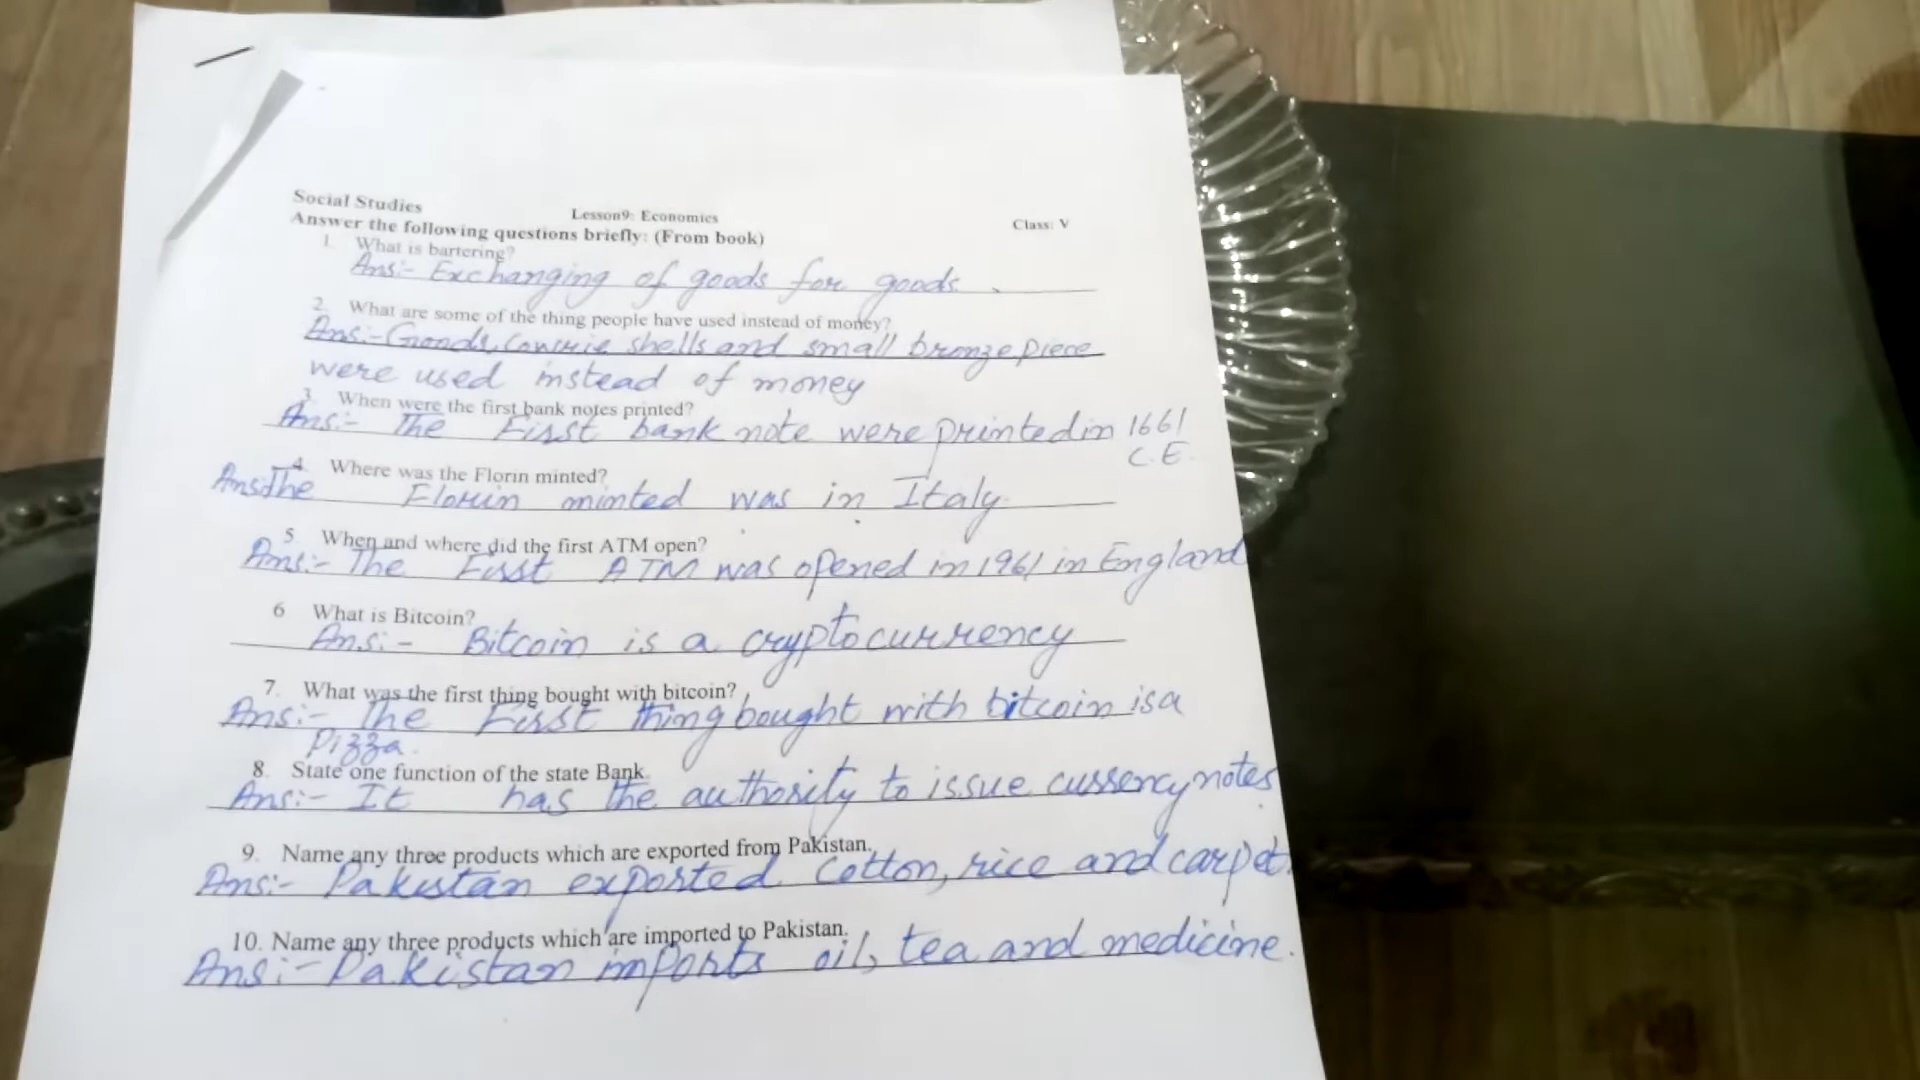 Social Studies
Lesson9: Economics
Class: V
Answer the following questions briefly: (From book)
1. What is bartering?
Ans:- Exchanging of goods for goods.
2. What are some of the thing people have used instead of money?
Ans:- Goods, Cowrie shells and small bronze piece
were used instead of money
3. When were the first bank notes printed?
Ans:- The First bank note were printed in 1661
C.E.
4. Where was the Florin minted?
Ans: The Florin minted was in Italy.
5. When and where did the first ATM open?
Ans:- The First ATM was opened in 1961 in England
6 What is Bitcoin?
Ans:- Bitcoin is a cryptocurrency
7. What was the first thing bought with bitcoin?
Ans:- The First thing bought with bitcoin is a
Pizza.
8. State one function of the state Bank
Ans:- It has the authority to issue currency notes
9. Name any three products which are exported from Pakistan.
Ans:- Pakistan exported Cotton, rice and carpet.
10. Name any three products which are imported to Pakistan.
Ans:- Pakistan imports oil, tea and medicine.